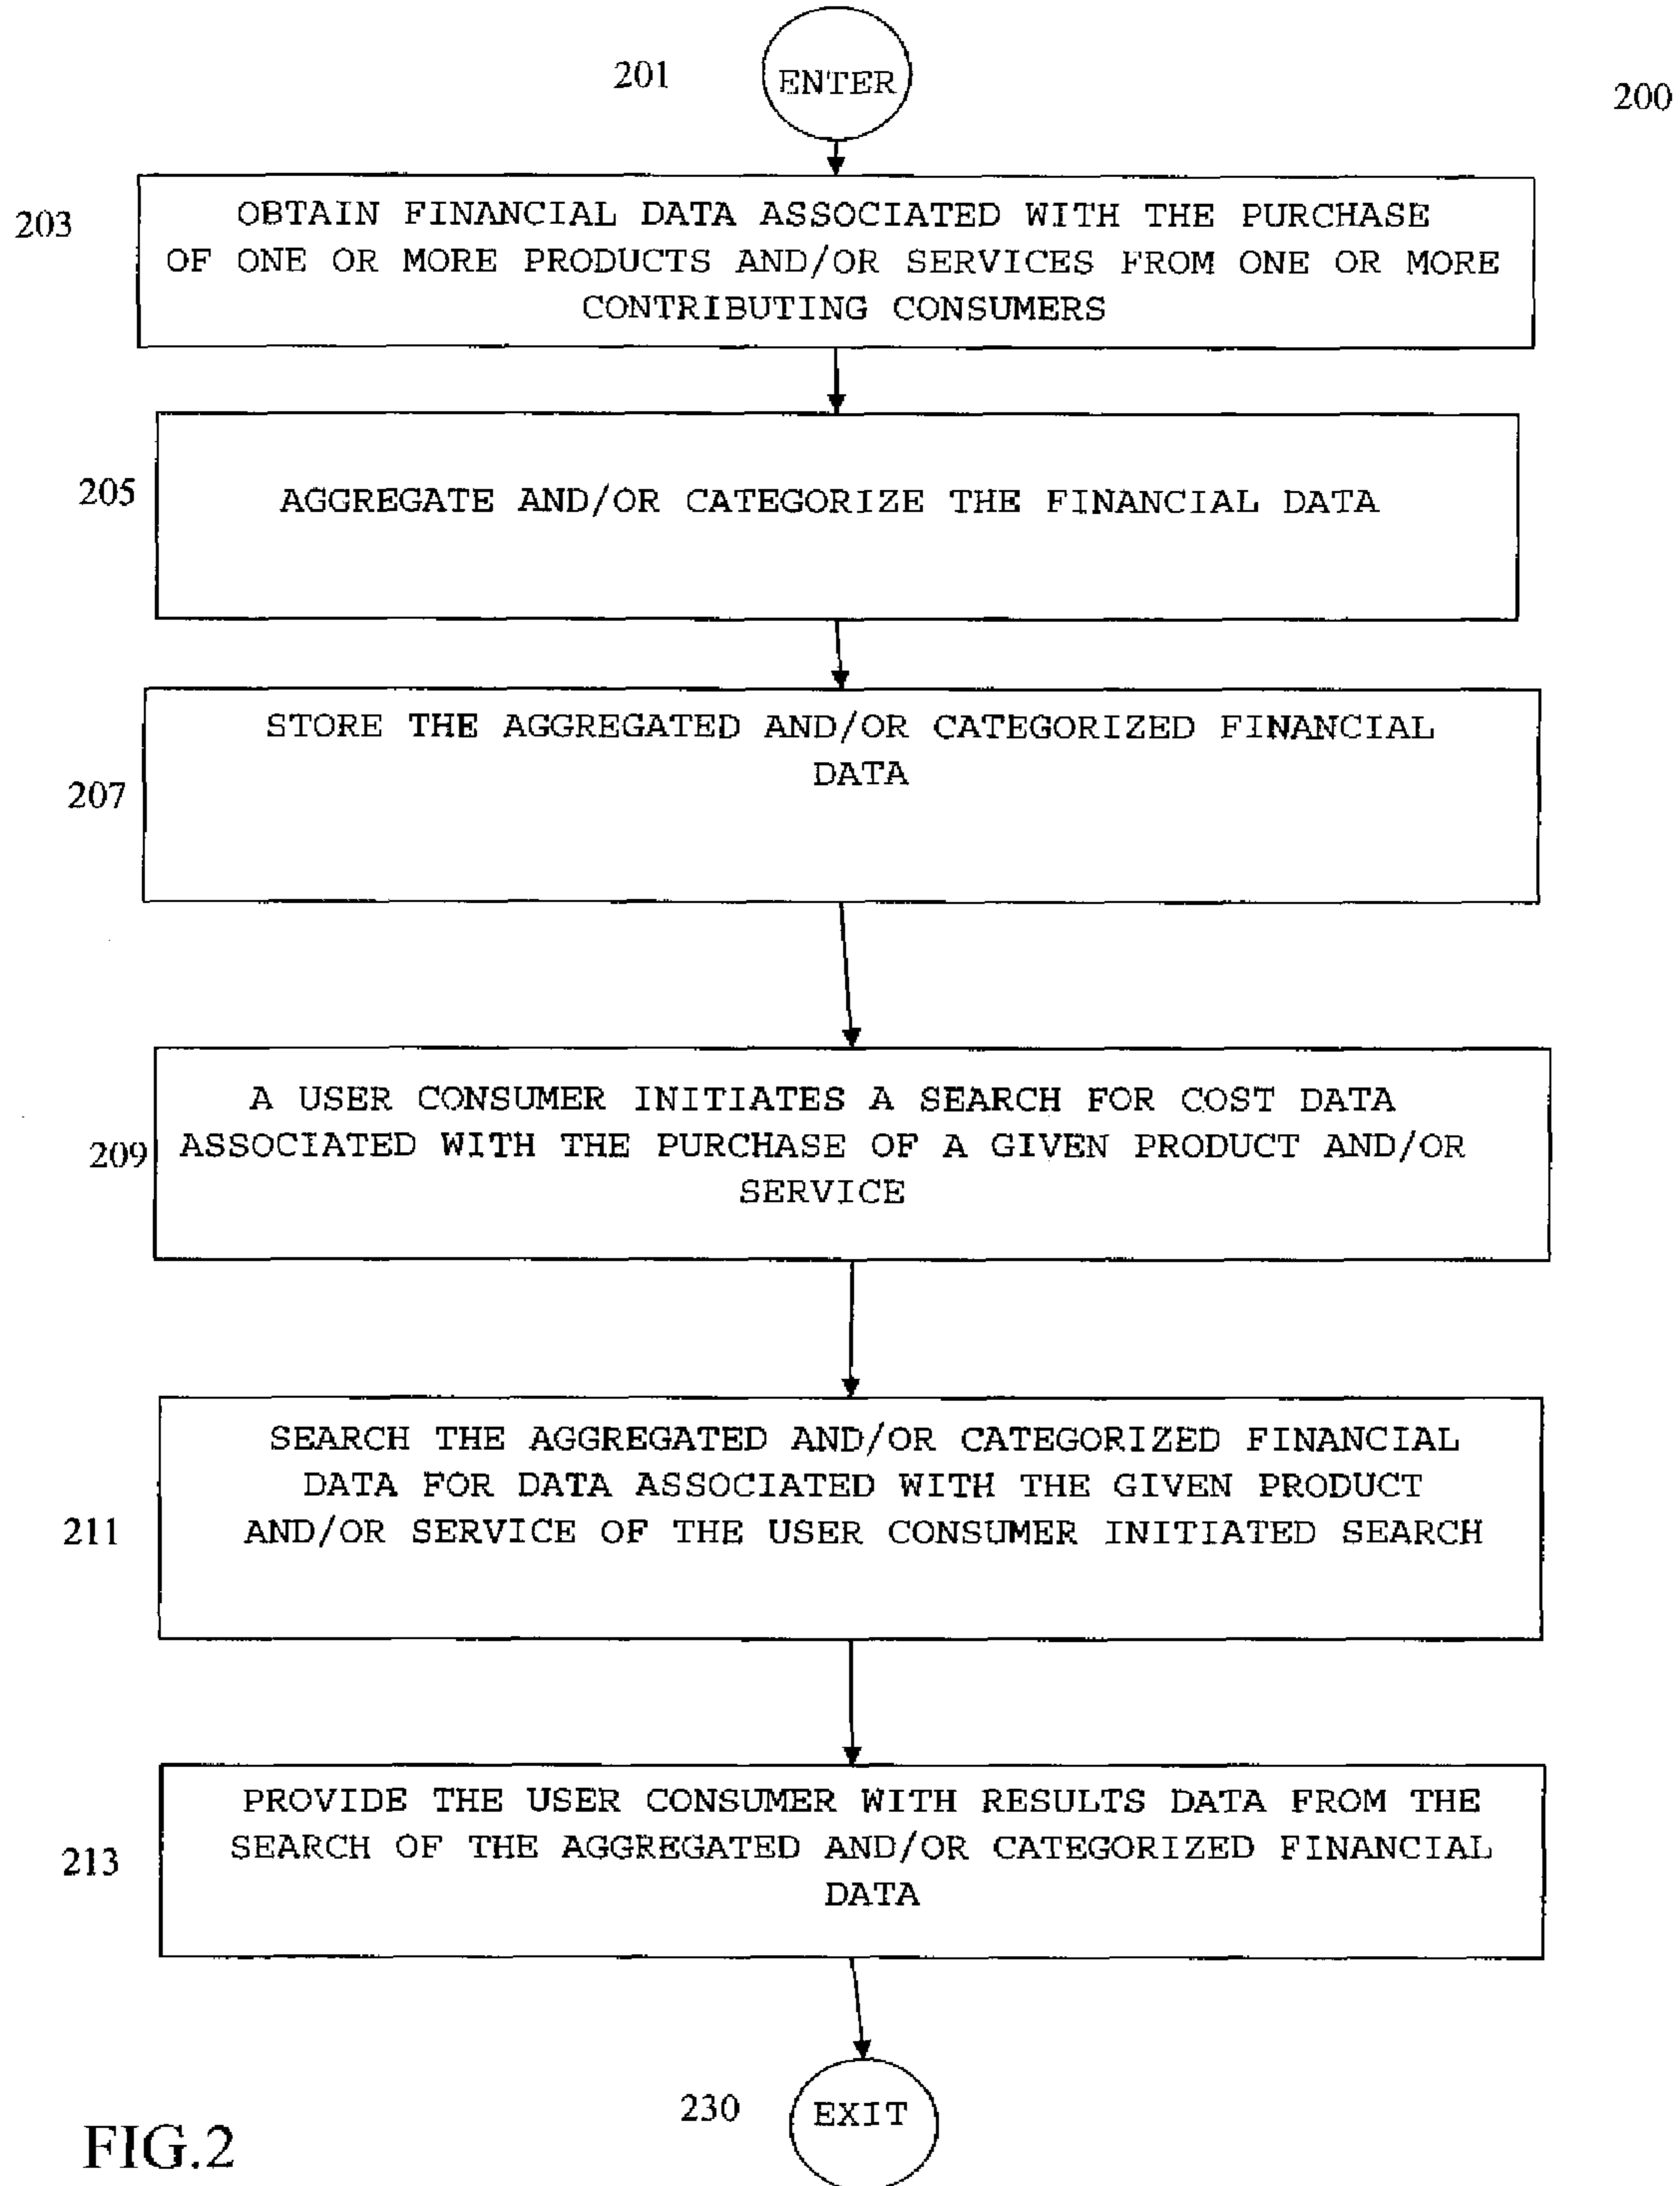 201
ENTER
200
203
OBTAIN FINANCIAL DATA ASSOCIATED WITH THE PURCHASE
OF ONE OR MORE PRODUCTS AND/OR SERVICES FROM ONE OR MORE
CONTRIBUTING CONSUMERS
205
AGGREGATE AND/OR CATEGORIZE THE FINANCIAL DATA
STORE THE AGGREGATED AND/OR CATEGORIZED FINANCIAL
DATA
207
A USER CONSUMER INITIATES A SEARCH FOR COST DATA
ASSOCIATED WITH THE PURCHASE OF A GIVEN PRODUCT AND/OR
SERVICE
209
SEARCH THE AGGREGATED AND/OR CATEGORIZED FINANCIAL
DATA FOR DATA ASSOCIATED WITH THE GIVEN PRODUCT
AND/OR SERVICE OF THE USER CONSUMER INITIATED SEARCH
211
PROVIDE THE USER CONSUMER WITH RESULTS DATA FROM THE
SEARCH OF THE AGGREGATED AND/OR CATEGORIZED FINANCIAL
DATA
213
230
EXIT
FIG.2